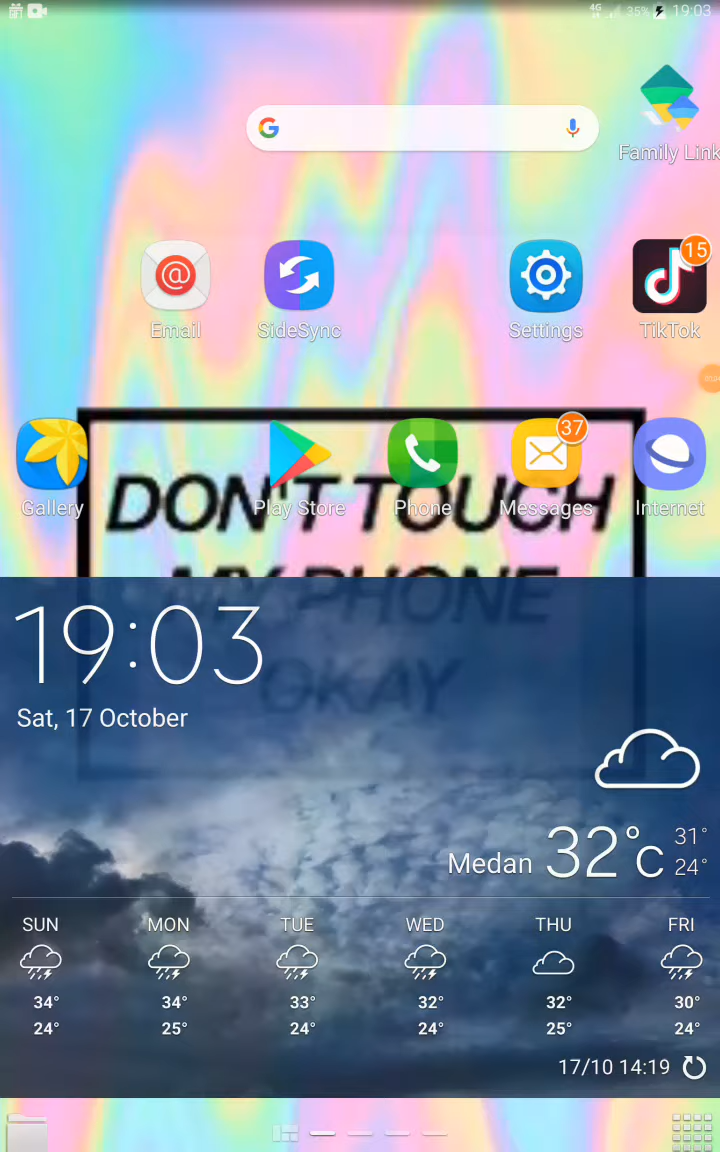 4G 35% 19:03
Family Link
15
Email SideSync Settings TikTok
37
DON'T TOUCH
Gallery Play Store Phone Messages Internet
MY PHONE
OKAY
19:03
Sat, 17 October
Medan 32°c 31° 24°
SUN MON TUE WED THU FRI
34° 34° 33° 32° 32° 30°
24° 25° 24° 24° 25° 24°
17/10 14:19